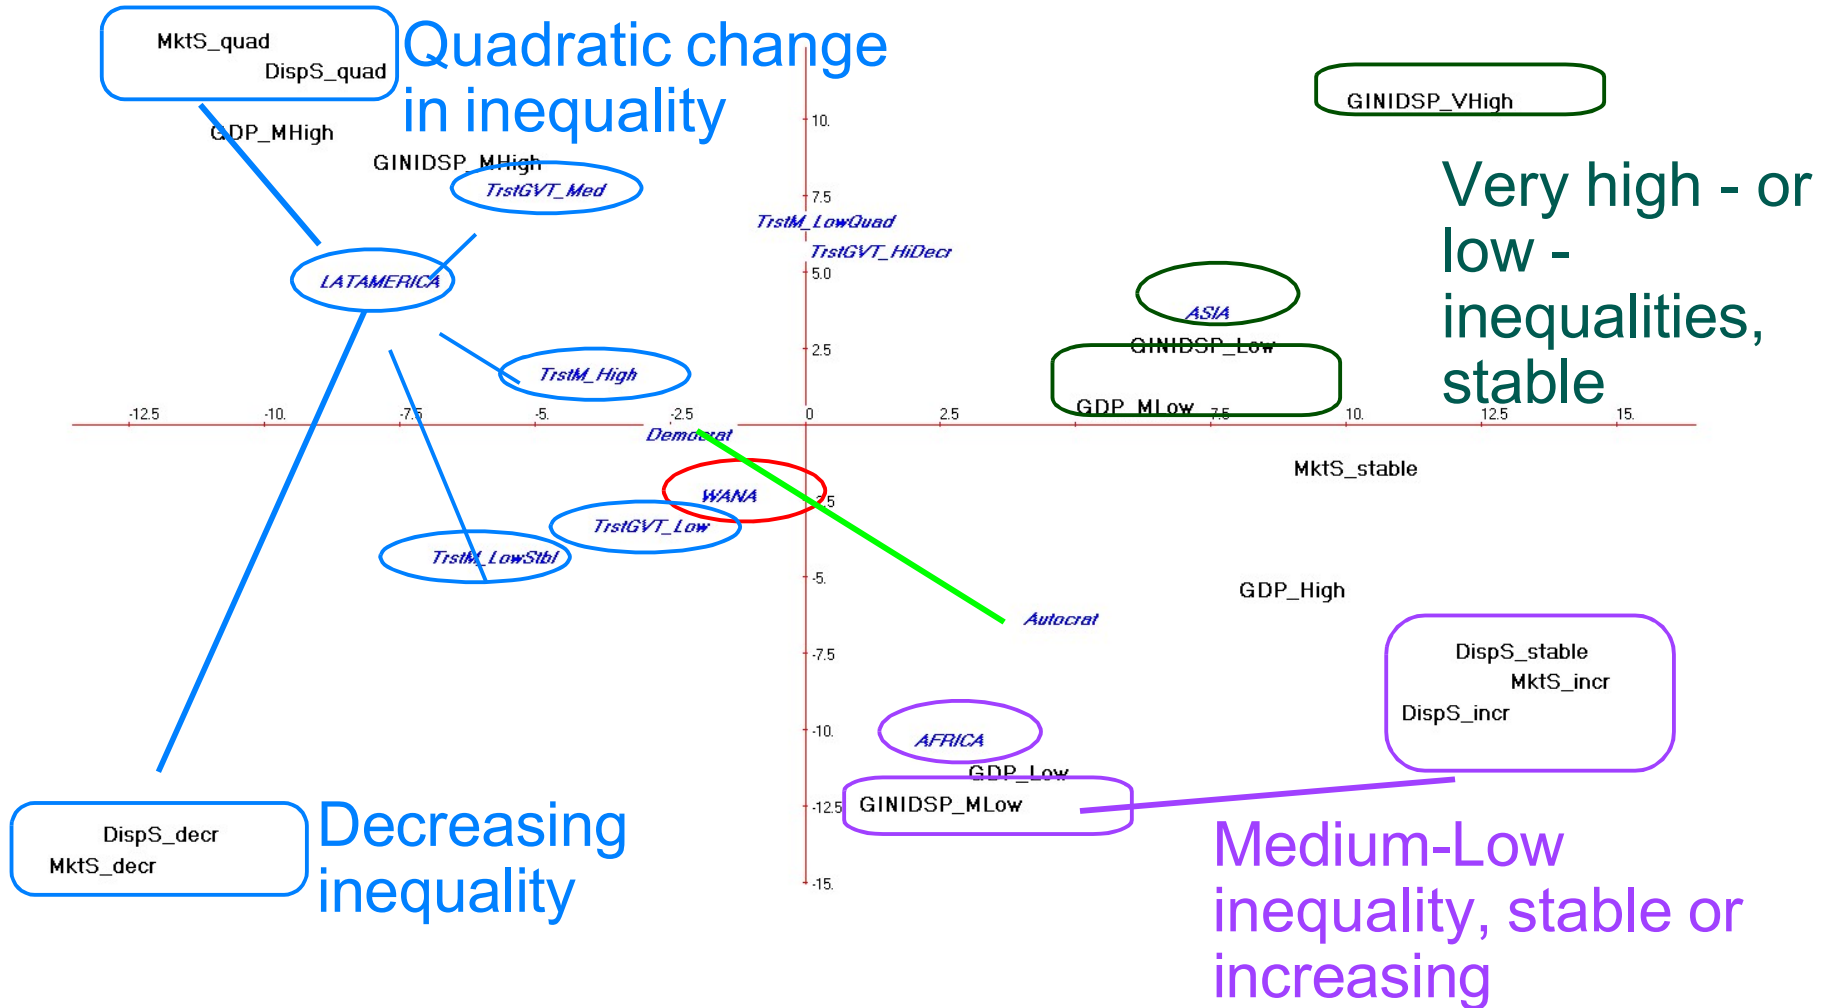 MktS_quad
DispS_quad
Quadratic change
in inequality
GDP_MHigh
GINIDSP_MHigh
TrstGVT_Med
10.
GINIDSP_VHigh
Very high - or
low -
inequalities,
stable
7.5
TrstM_LowQuad
TrstGVT_HiDecr
5.0
LATAMERICA
ASIA
2.5
GINIDSP_Low
TrstM_High
GDP_MLow
-12.5
-10.
-7.5
-5.
-2.5
0
2.5
7.5
10.
12.5
15.
Democrat
MktS_stable
WANA
-2.5
TrstGVT_Low
TrstM_LowStbl
-5.
GDP_High
Autocrat
-7.5
DispS_stable
MktS_incr
DispS_incr
-10.
AFRICA
GDP_Low
-12.5
GINIDSP_MLow
DispS_decr
MktS_decr
Decreasing
inequality
-15.
Medium-Low
inequality, stable or
increasing